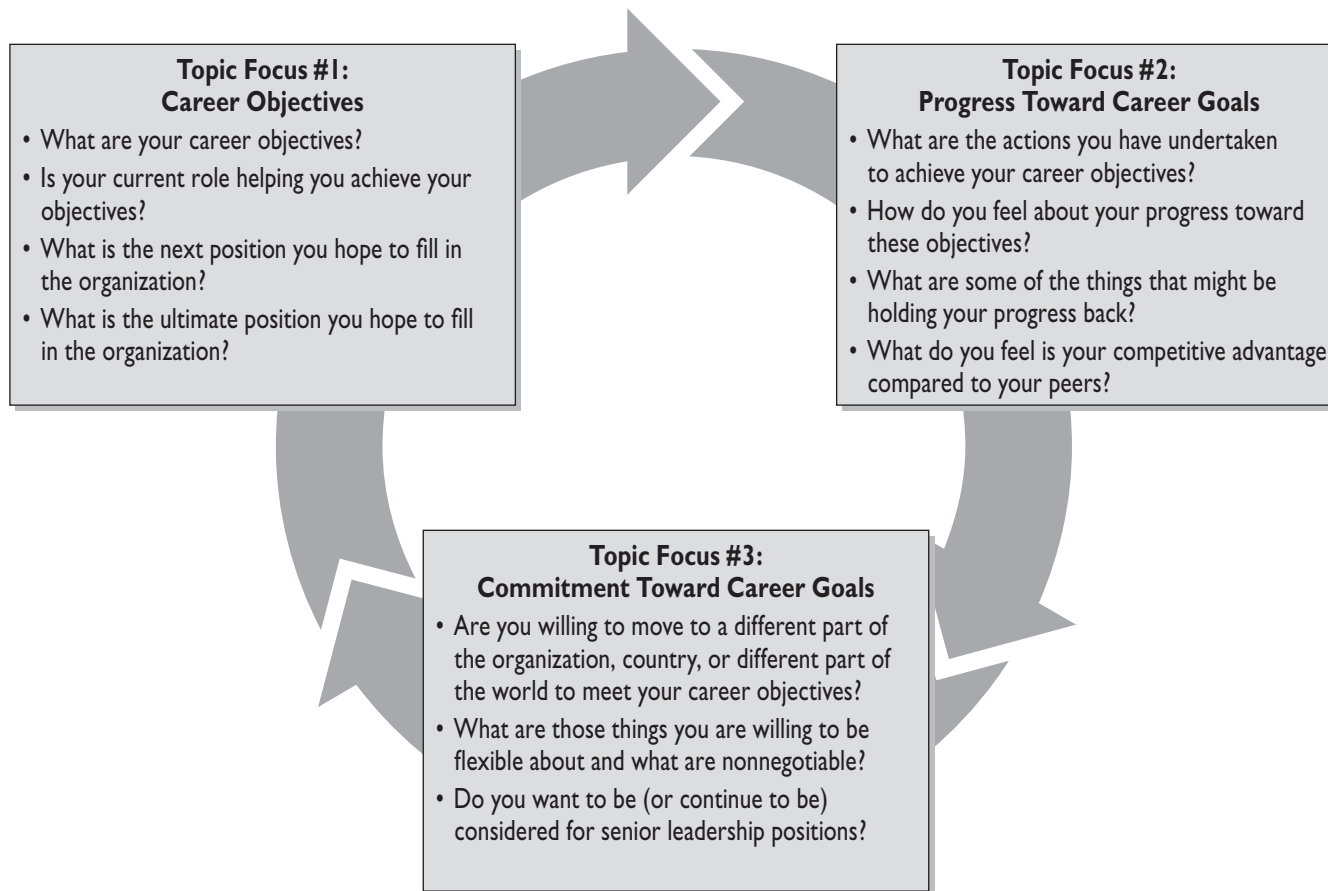 Topic Focus #1:
Career Objectives
• What are your career objectives?
• Is your current role helping you achieve your
objectives?
• What is the next position you hope to fill in
the organization?
• What is the ultimate position you hope to fill
in the organization?
Topic Focus #2:
Progress Toward Career Goals
• What are the actions you have undertaken
to achieve your career objectives?
• How do you feel about your progress toward
these objectives?
• What are some of the things that might be
holding your progress back?
• What do you feel is your competitive advantage
compared to your peers?
Topic Focus #3:
Commitment Toward Career Goals
• Are you willing to move to a different part of
the organization, country, or different part of
the world to meet your career objectives?
• What are those things you are willing to be
flexible about and what are nonnegotiable?
• Do you want to be (or continue to be)
considered for senior leadership positions?